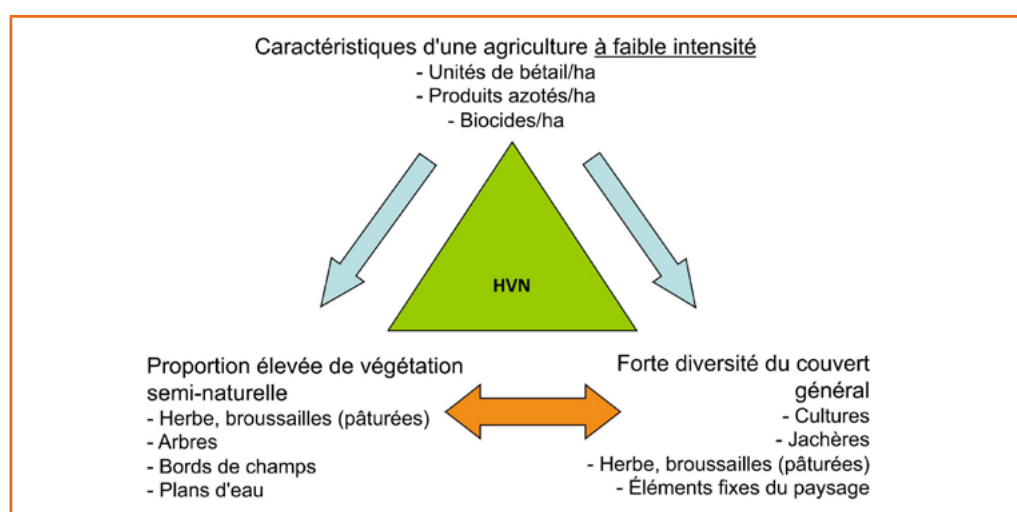 Caractéristiques d'une agriculture à faible intensité
- Unités de bétail/ha
- Produits azotés/ha
- Biocides/ha
HVN
Proportion élevée de végétation
semi-naturelle
- Herbe, broussailles (pâturées)
- Arbres
- Bords de champs
- Plans d'eau
Forte diversité du couvert
général
- Cultures
- Jachères
- Herbe, broussailles (pâturées)
- Éléments fixes du paysage